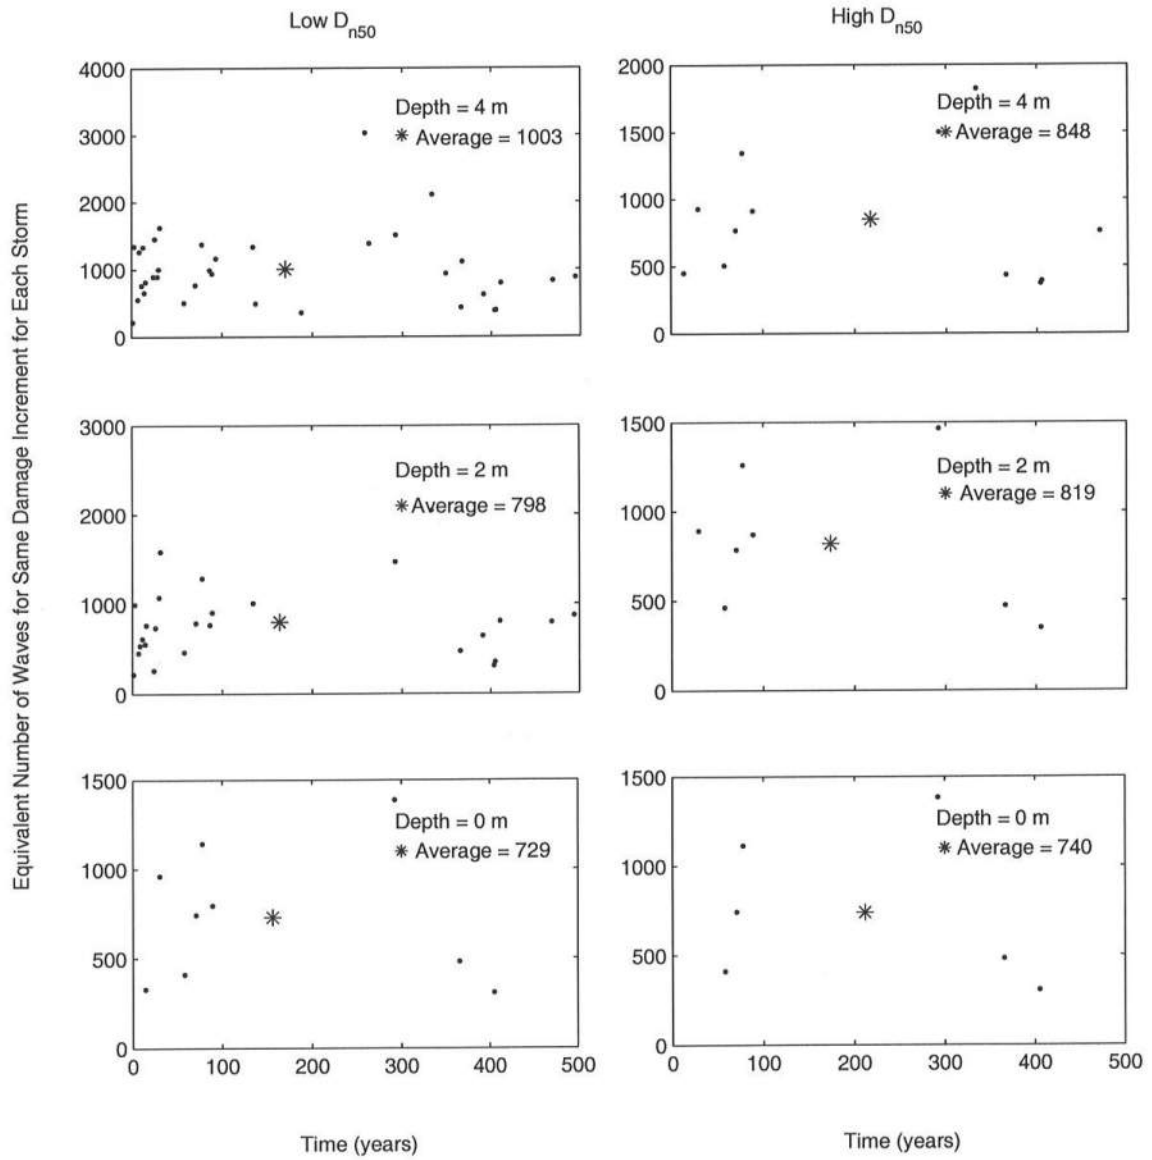 Low Dn50
High Dn50
Equivalent Number of Waves for Same Damage Increment for Each Storm
4000
3000
2000
1000
0
Depth = 4 m
Average = 1003
2000
1500
1000
500
0
Depth = 4 m
Average = 848
3000
2000
1000
0
Depth = 2 m
Average = 798
1500
1000
500
0
Depth = 2 m
Average = 819
1500
1000
500
0
Depth = 0 m
Average = 729
0 100 200 300 400 500
Time (years)
1500
1000
500
0
Depth = 0 m
Average = 740
0 100 200 300 400 500
Time (years)